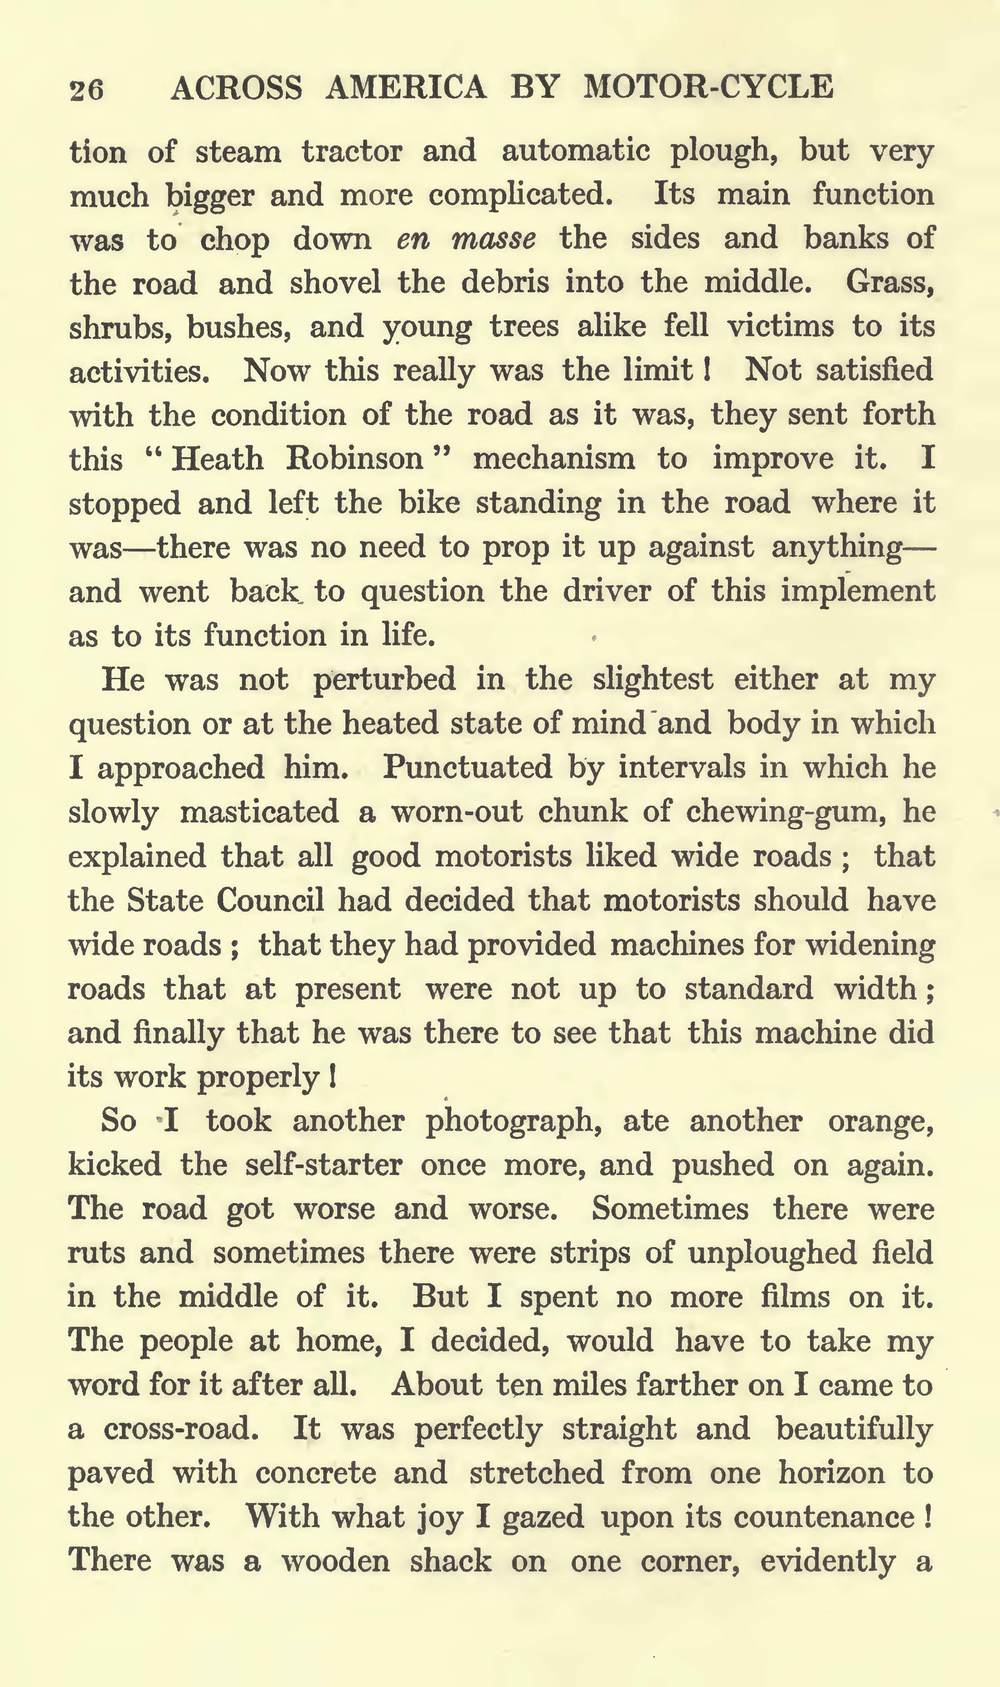 26 ACROSS AMERICA BY MOTOR-CYCLE
tion of steam tractor and automatic plough, but very
much bigger and more complicated. Its main function
was to chop down en masse the sides and banks of
the road and shovel the debris into the middle. Grass,
shrubs, bushes, and young trees alike fell victims to its
activities. Now this really was the limit! Not satisfied
with the condition of the road as it was, they sent forth
this “Heath Robinson” mechanism to improve it. I
stopped and left the bike standing in the road where it
was—there was no need to prop it up against anything—
and went back to question the driver of this implement
as to its function in life.
He was not perturbed in the slightest either at my
question or at the heated state of mind and body in which
I approached him. Punctuated by intervals in which he
slowly masticated a worn-out chunk of chewing-gum, he
explained that all good motorists liked wide roads; that
the State Council had decided that motorists should have
wide roads; that they had provided machines for widening
roads that at present were not up to standard width;
and finally that he was there to see that this machine did
its work properly!
So I took another photograph, ate another orange,
kicked the self-starter once more, and pushed on again.
The road got worse and worse. Sometimes there were
ruts and sometimes there were strips of unploughed field
in the middle of it. But I spent no more films on it.
The people at home, I decided, would have to take my
word for it after all. About ten miles farther on I came to
a cross-road. It was perfectly straight and beautifully
paved with concrete and stretched from one horizon to
the other. With what joy I gazed upon its countenance!
There was a wooden shack on one corner, evidently a